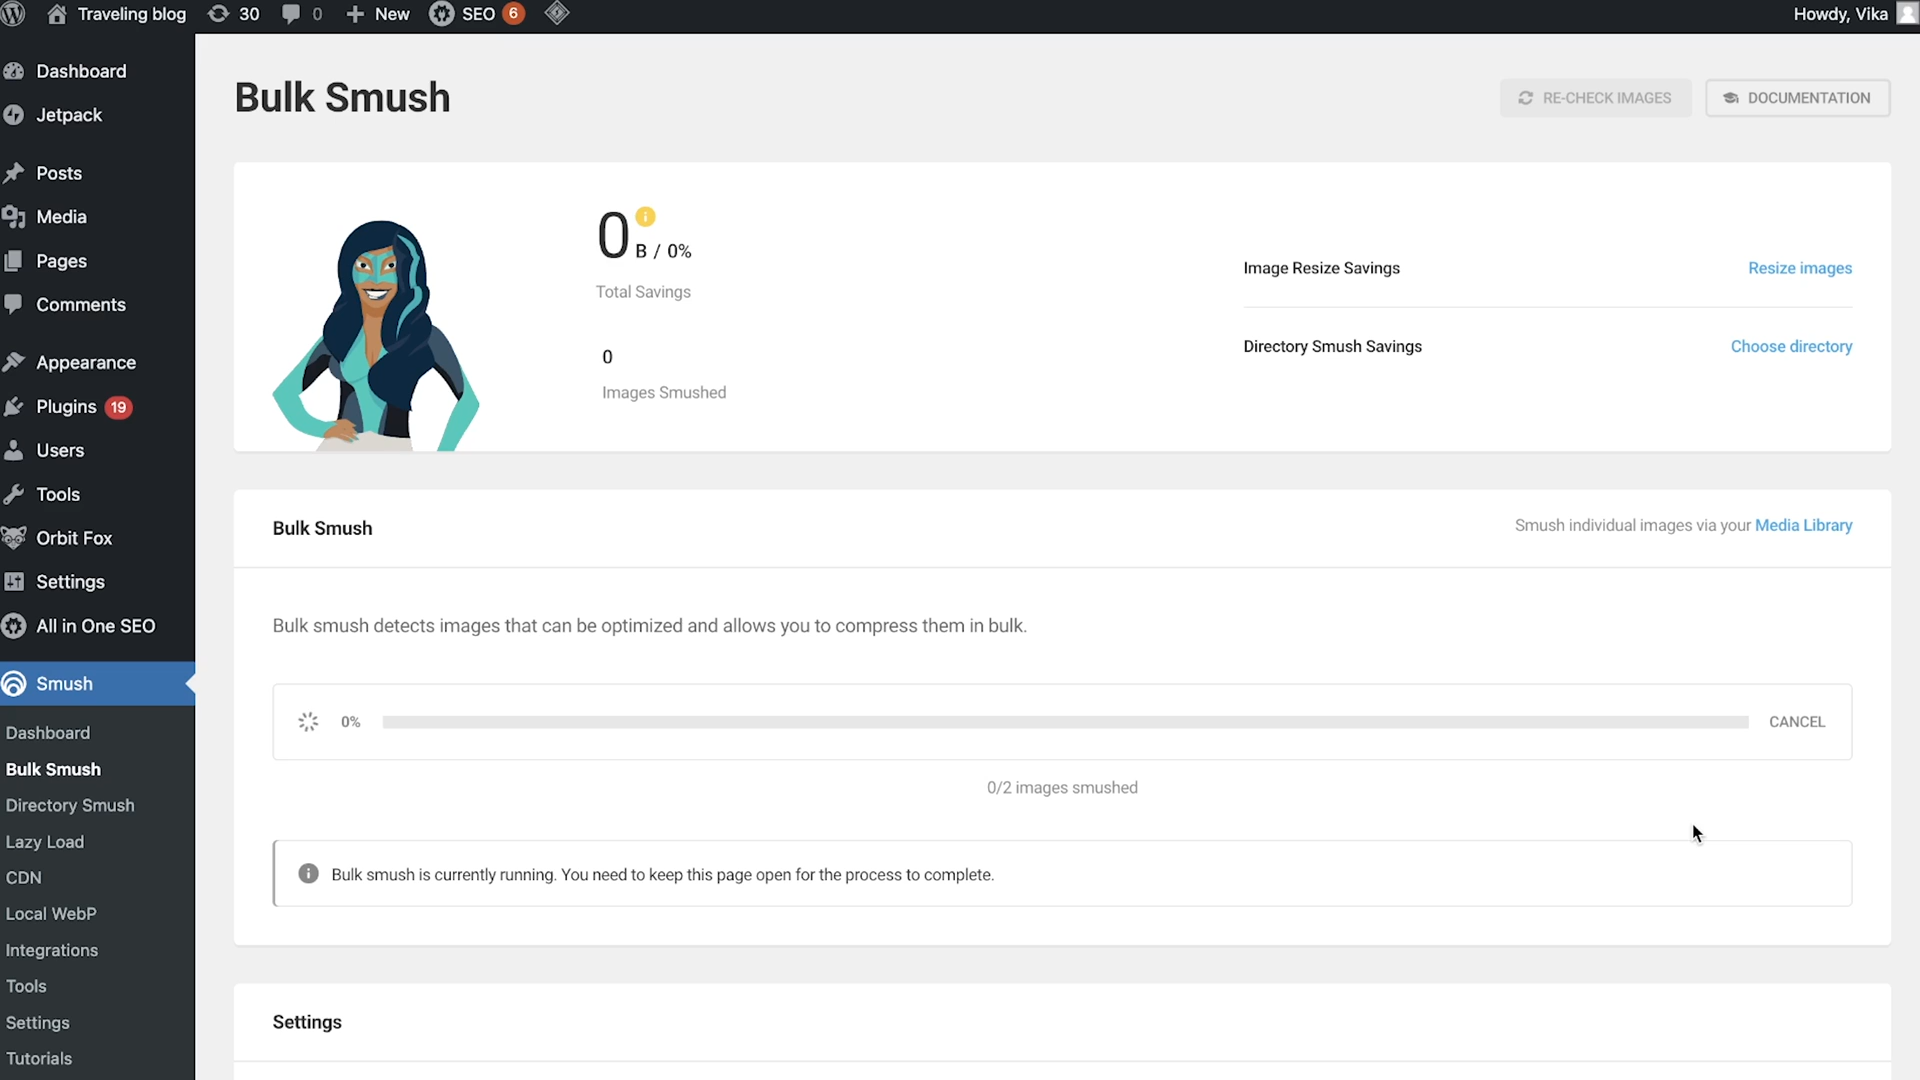 Traveling blog 30 0 New SEO 6
Howdy, Vika
Dashboard
Jetpack
Posts
Media
Pages
Comments
Appearance
Plugins 19
Users
Tools
Orbit Fox
Settings
All in One SEO
Smush
Dashboard
Bulk Smush
Directory Smush
Lazy Load
CDN
Local WebP
Integrations
Tools
Settings
Tutorials
Bulk Smush
RE-CHECK IMAGES
DOCUMENTATION
0 B / 0%
Total Savings
0
Images Smushed
Image Resize Savings Resize images
Directory Smush Savings Choose directory
Bulk Smush
Smush individual images via your Media Library
Bulk smush detects images that can be optimized and allows you to compress them in bulk.
0% CANCEL
0/2 images smushed
Bulk smush is currently running. You need to keep this page open for the process to complete.
Settings